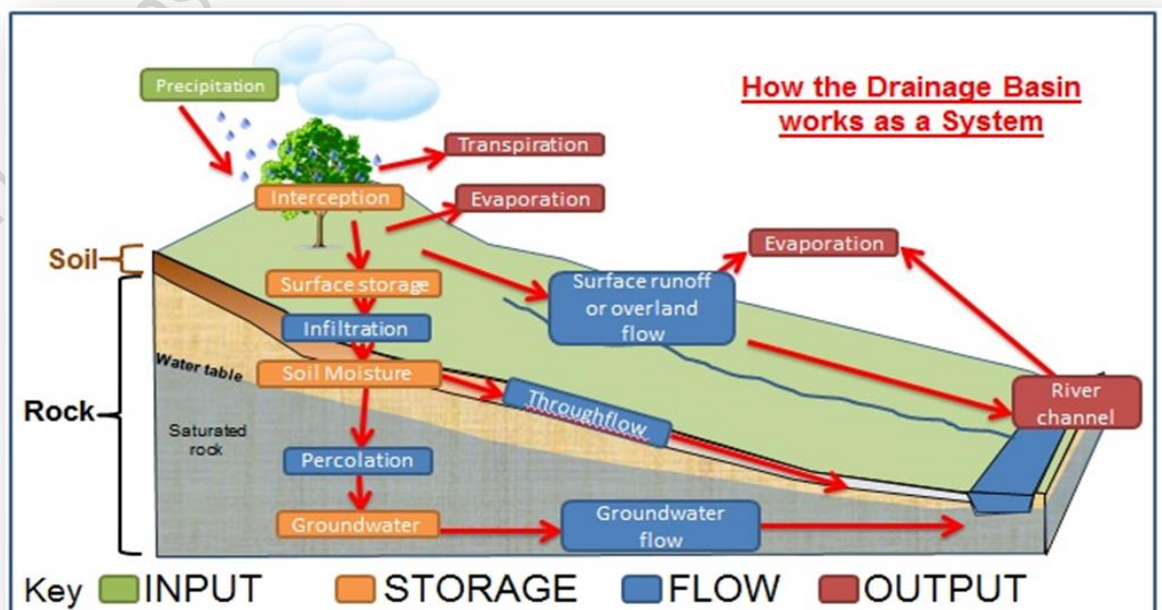 How the Drainage Basin
works as a System
Precipitation
Transpiration
Interception
Evaporation
Evaporation
Soil
Surface storage
Surface runoff
or overland
flow
Infiltration
Water table
Soil Moisture
Throughflow
River
channel
Rock
Saturated
rock
Percolation
Groundwater
Groundwater
flow
Key INPUT STORAGE FLOW OUTPUT